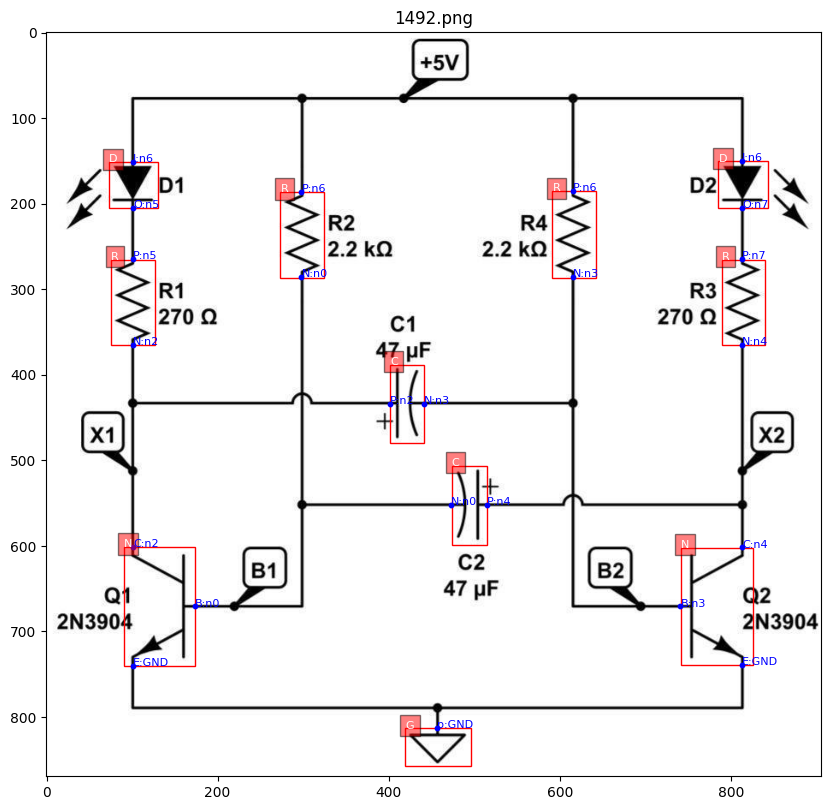 1492.png
+5V
0
100
200
300
400
500
600
700
800
D
I:n6
D1
O:n5
R
P:n5
R1
270 Ω
N:n2
R
P:n6
R2
2.2 kΩ
N:n0
R
P:n6
R4
2.2 kΩ
N:n3
D
I:n6
D2
O:n7
R
P:n7
R3
270 Ω
N:n4
C1
47 µF
C
P:n2
N:n3
+
X1
X2
C
+
N:n0
P:n4
C2
47 µF
N
C:n2
Q1
2N3904
B:n0
E:GND
B1
B2
N
C:n4
B:n3
Q2
2N3904
E:GND
G
p:GND
0
200
400
600
800